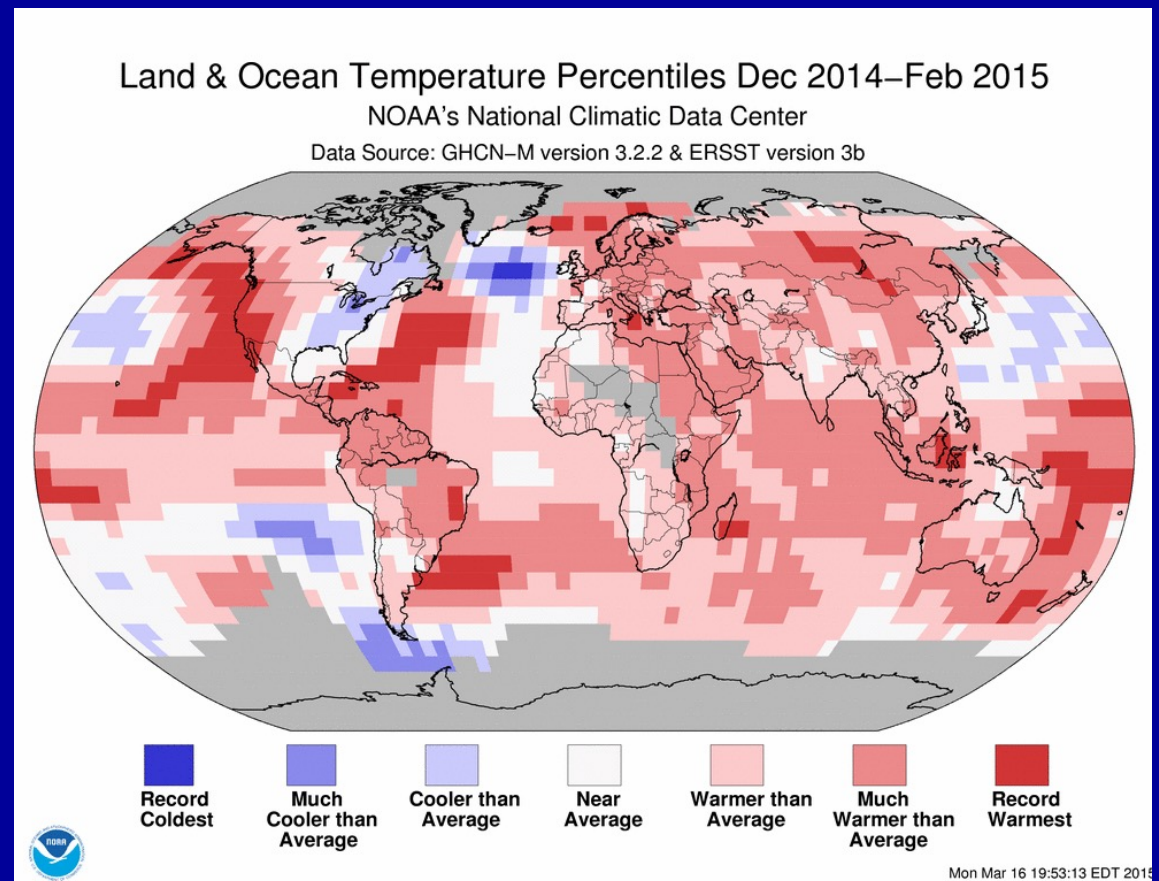 Land & Ocean Temperature Percentiles Dec 2014–Feb 2015
NOAA's National Climatic Data Center
Data Source: GHCN–M version 3.2.2 & ERSST version 3b
Record
Coldest
Much
Cooler than
Average
Cooler than
Average
Near
Average
Warmer than
Average
Much
Warmer than
Average
Record
Warmest
NOAA
Mon Mar 16 19:53:13 EDT 2015